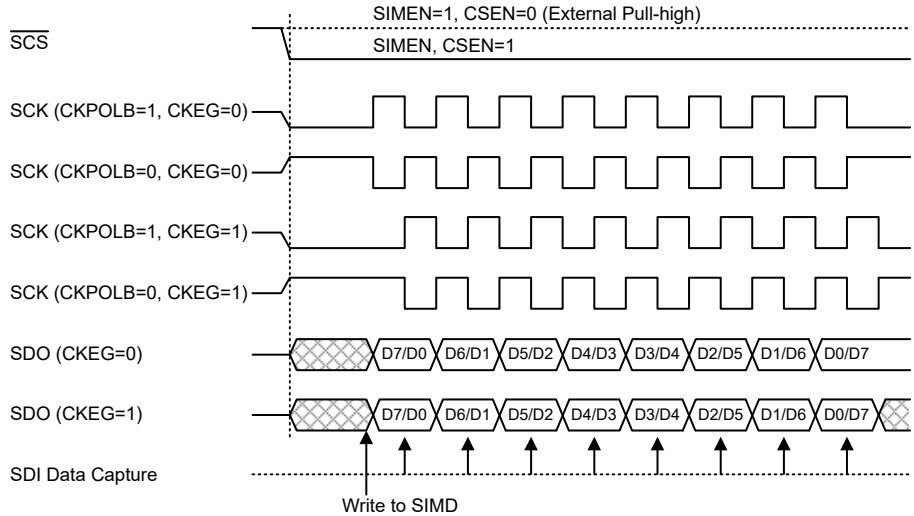 SIMEN=1, CSEN=0 (External Pull-high)
SCS
SIMEN, CSEN=1
SCK (CKPOLB=1, CKEG=0)
SCK (CKPOLB=0, CKEG=0)
SCK (CKPOLB=1, CKEG=1)
SCK (CKPOLB=0, CKEG=1)
SDO (CKEG=0) D7/D0 D6/D1 D5/D2 D4/D3 D3/D4 D2/D5 D1/D6 D0/D7
SDO (CKEG=1) D7/D0 D6/D1 D5/D2 D4/D3 D3/D4 D2/D5 D1/D6 D0/D7
SDI Data Capture
Write to SIMD